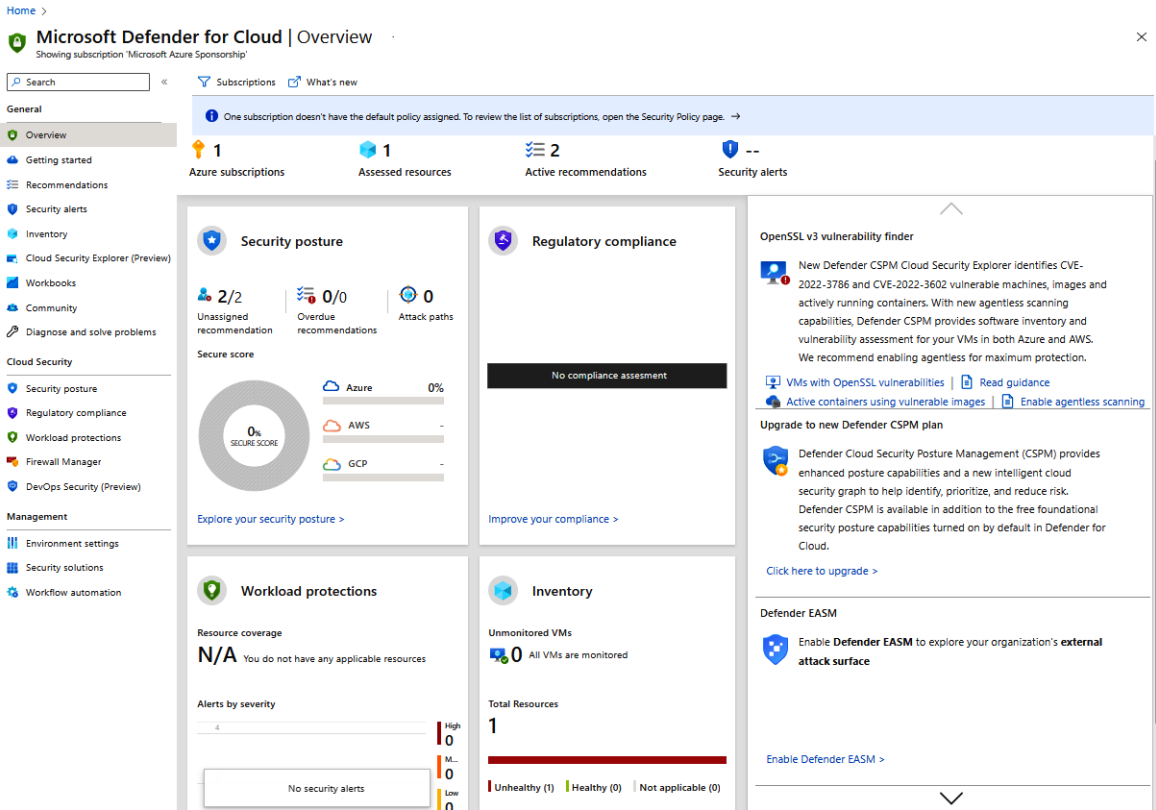 Home >
Microsoft Defender for Cloud | Overview
Showing subscription 'Microsoft Azure Sponsorship'
Search
«
Subscriptions
What's new
General
Overview
Getting started
Recommendations
Security alerts
Inventory
Cloud Security Explorer (Preview)
Workbooks
Community
Diagnose and solve problems
Cloud Security
Security posture
Regulatory compliance
Workload protections
Firewall Manager
DevOps Security (Preview)
Management
Environment settings
Security solutions
Workflow automation
One subscription doesn't have the default policy assigned. To review the list of subscriptions, open the Security Policy page. →
1
Azure subscriptions
1
Assessed resources
2
Active recommendations
--
Security alerts
Security posture
2/2
Unassigned
recommendation
0/0
Overdue
recommendations
0
Attack paths
Secure score
0%
SECURE SCORE
Azure 0%
AWS -
GCP -
Explore your security posture >
Regulatory compliance
No compliance assesment
Improve your compliance >
Workload protections
Resource coverage
N/A You do not have any applicable resources
Alerts by severity
4
No security alerts
High
0
M...
0
Low
0
Inventory
Unmonitored VMs
0 All VMs are monitored
Total Resources
1
Unhealthy (1) Healthy (0) Not applicable (0)
OpenSSL v3 vulnerability finder
New Defender CSPM Cloud Security Explorer identifies CVE-
2022-3786 and CVE-2022-3602 vulnerable machines, images and
actively running containers. With new agentless scanning
capabilities, Defender CSPM provides software inventory and
vulnerability assessment for your VMs in both Azure and AWS.
We recommend enabling agentless for maximum protection.
VMs with OpenSSL vulnerabilities | Read guidance
Active containers using vulnerable images | Enable agentless scanning
Upgrade to new Defender CSPM plan
Defender Cloud Security Posture Management (CSPM) provides
enhanced posture capabilities and a new intelligent cloud
security graph to help identify, prioritize, and reduce risk.
Defender CSPM is available in addition to the free foundational
security posture capabilities turned on by default in Defender for
Cloud.
Click here to upgrade >
Defender EASM
Enable Defender EASM to explore your organization's external
attack surface
Enable Defender EASM >